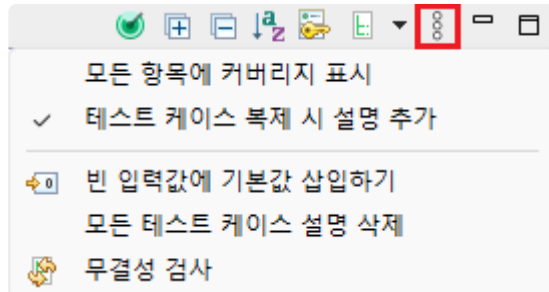 모든 항목에 커버리지 표시
테스트 케이스 복제 시 설명 추가
빈 입력값에 기본값 삽입하기
모든 테스트 케이스 설명 삭제
무결성 검사